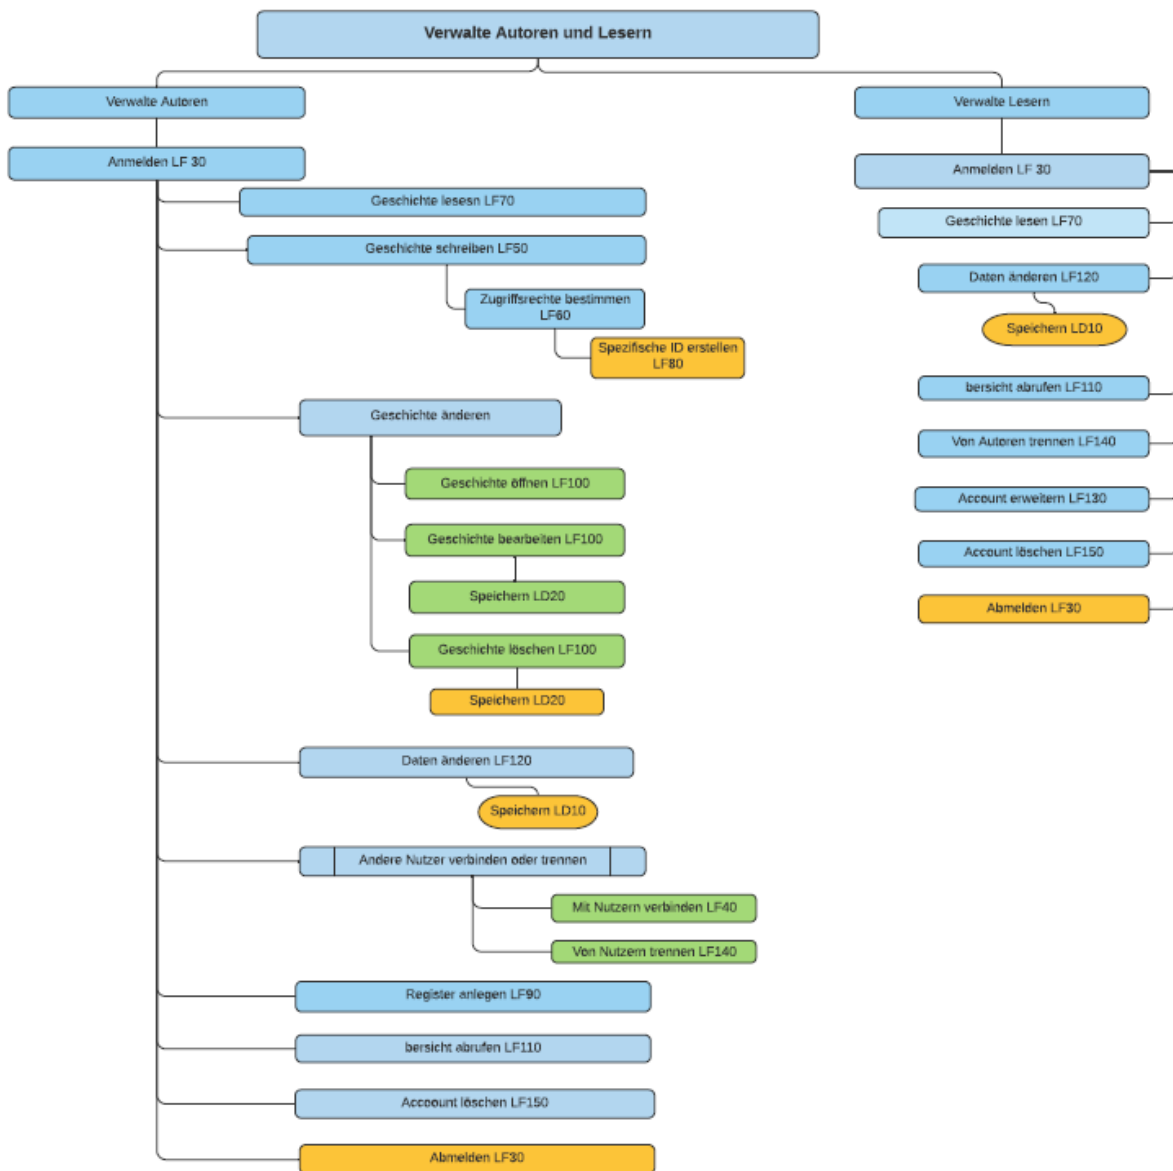 Verwalte Autoren und Lesern
Verwalte Autoren
Anmelden LF 30
Geschichte lesesn LF70
Geschichte schreiben LF50
Zugriffsrechte bestimmen
LF60
Spezifische ID erstellen
LF80
Geschichte änderen
Geschichte öffnen LF100
Geschichte bearbeiten LF100
Speichern LD20
Geschichte löschen LF100
Speichern LD20
Daten änderen LF120
Speichern LD10
Andere Nutzer verbinden oder trennen
Mit Nutzern verbinden LF40
Von Nutzern trennen LF140
Register anlegen LF90
bersicht abrufen LF110
Accoount löschen LF150
Abmelden LF30
Verwalte Lesern
Anmelden LF 30
Geschichte lesen LF70
Daten änderen LF120
Speichern LD10
bersicht abrufen LF110
Von Autoren trennen LF140
Account erweitern LF130
Account löschen LF150
Abmelden LF30